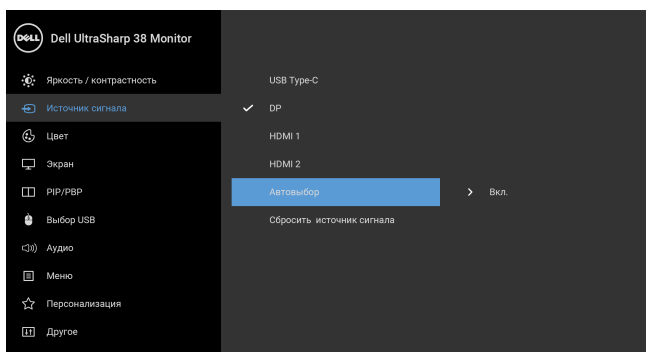 DELL Dell UltraSharp 38 Monitor
Яркость / контрастность
USB Type-C
Источник сигнала
DP
Цвет
HDMI 1
Экран
HDMI 2
PIP/PBP
Автовыбор
Вкл.
Выбор USB
Сбросить источник сигнала
Аудио
Меню
Персонализация
Другое